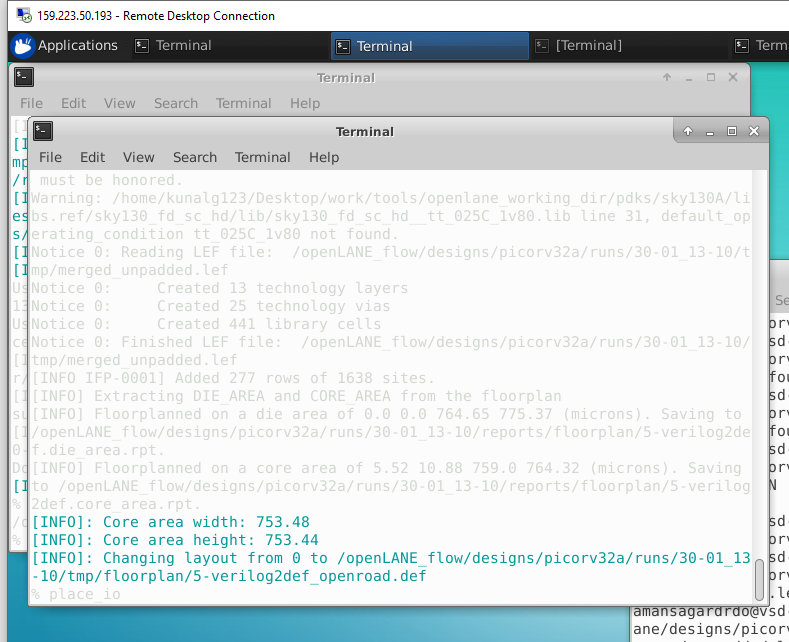 159.223.50.193 - Remote Desktop Connection
Applications
Terminal
Terminal
[Terminal]
Term
Terminal
File Edit View Search Terminal Help
Terminal
File Edit View Search Terminal Help
must be honored.
Warning: /home/kunalg123/Desktop/work/tools/openlane_working_dir/pdks/sky130A/li
bs.ref/sky130_fd_sc_hd/lib/sky130_fd_sc_hd__tt_025C_1v80.lib line 31, default_op
erating_condition tt_025C_1v80 not found.
Notice 0: Reading LEF file:  /openLANE_flow/designs/picorv32a/runs/30-01_13-10/t
mp/merged_unpadded.lef
Notice 0:     Created 13 technology layers
Notice 0:     Created 25 technology vias
Notice 0:     Created 441 library cells
Notice 0: Finished LEF file:  /openLANE_flow/designs/picorv32a/runs/30-01_13-10/
tmp/merged_unpadded.lef
[INFO IFP-0001] Added 277 rows of 1638 sites.
[INFO] Extracting DIE_AREA and CORE_AREA from the floorplan
[INFO] Floorplanned on a die area of 0.0 0.0 764.65 775.37 (microns). Saving to
/openLANE_flow/designs/picorv32a/runs/30-01_13-10/reports/floorplan/5-verilog2de
f.die_area.rpt.
[INFO] Floorplanned on a core area of 5.52 10.88 759.0 764.32 (microns). Saving
to /openLANE_flow/designs/picorv32a/runs/30-01_13-10/reports/floorplan/5-verilog
2def.core_area.rpt.
[INFO]: Core area width: 753.48
[INFO]: Core area height: 753.44
[INFO]: Changing layout from 0 to /openLANE_flow/designs/picorv32a/runs/30-01_13
-10/tmp/floorplan/5-verilog2def_openroad.def
% place_io
amansagardrdo@vsd-
ane/designs/picorv